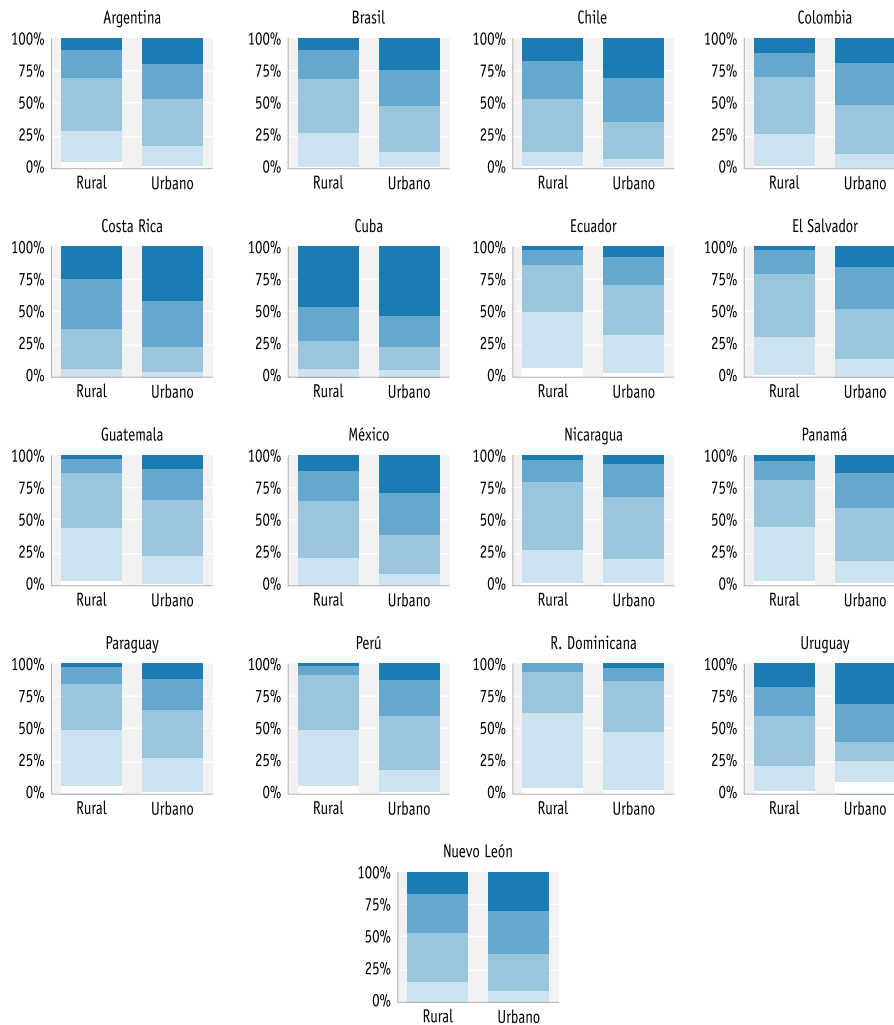 Argentina
100%
75%
50%
25%
0%
Rural Urbano
Brasil
100%
75%
50%
25%
0%
Rural Urbano
Chile
100%
75%
50%
25%
0%
Rural Urbano
Colombia
100%
75%
50%
25%
0%
Rural Urbano
Costa Rica
100%
75%
50%
25%
0%
Rural Urbano
Cuba
100%
75%
50%
25%
0%
Rural Urbano
Ecuador
100%
75%
50%
25%
0%
Rural Urbano
El Salvador
100%
75%
50%
25%
0%
Rural Urbano
Guatemala
100%
75%
50%
25%
0%
Rural Urbano
México
100%
75%
50%
25%
0%
Rural Urbano
Nicaragua
100%
75%
50%
25%
0%
Rural Urbano
Panamá
100%
75%
50%
25%
0%
Rural Urbano
Paraguay
100%
75%
50%
25%
0%
Rural Urbano
Perú
100%
75%
50%
25%
0%
Rural Urbano
R. Dominicana
100%
75%
50%
25%
0%
Rural Urbano
Uruguay
100%
75%
50%
25%
0%
Rural Urbano
Nuevo León
100%
75%
50%
25%
0%
Rural Urbano